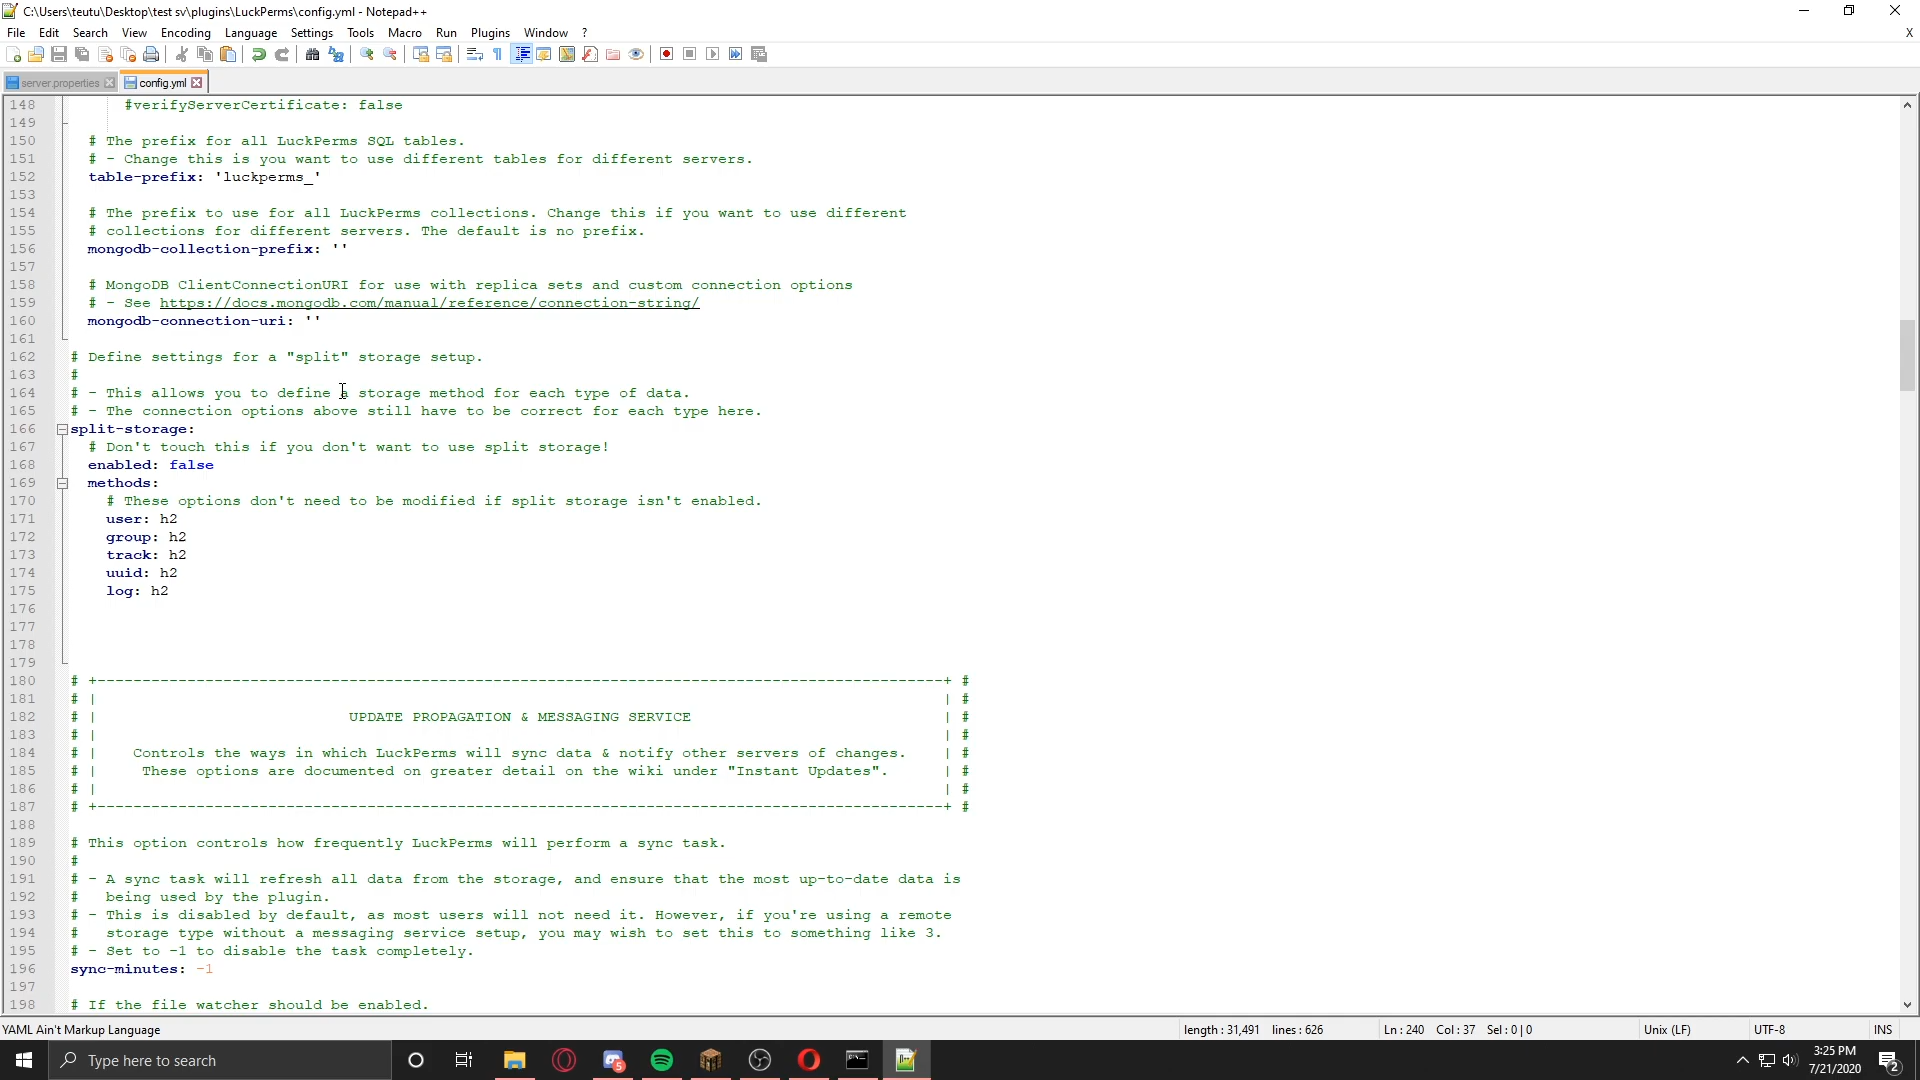 C:\Users\teutu\Desktop\test sv\plugins\LuckPerms\config.yml - Notepad++
File Edit Search View Encoding Language Settings Tools Macro Run Plugins Window ? X
server.properties config.yml
148 #verifyServerCertificate: false
149
150 # The prefix for all LuckPerms SQL tables.
151 # - Change this is you want to use different tables for different servers.
152 table-prefix: 'luckperms_'
153
154 # The prefix to use for all LuckPerms collections. Change this if you want to use different
155 # collections for different servers. The default is no prefix.
156 mongodb-collection-prefix: ''
157
158 # MongoDB ClientConnectionURI for use with replica sets and custom connection options
159 # - See https://docs.mongodb.com/manual/reference/connection-string/
160 mongodb-connection-uri: ''
161
162 # Define settings for a "split" storage setup.
163 #
164 # - This allows you to define a storage method for each type of data.
165 # - The connection options above still have to be correct for each type here.
166 split-storage:
167 # Don't touch this if you don't want to use split storage!
168 enabled: false
169 methods:
170 # These options don't need to be modified if split storage isn't enabled.
171 user: h2
172 group: h2
173 track: h2
174 uuid: h2
175 log: h2
176
177
178
179
180 # +----------------------------------------------------------------------------------------------+ #
181 # | | #
182 # | UPDATE PROPAGATION & MESSAGING SERVICE | #
183 # | | #
184 # | Controls the ways in which LuckPerms will sync data & notify other servers of changes. | #
185 # | These options are documented on greater detail on the wiki under "Instant Updates". | #
186 # | | #
187 # +----------------------------------------------------------------------------------------------+ #
188
189 # This option controls how frequently LuckPerms will perform a sync task.
190 #
191 # - A sync task will refresh all data from the storage, and ensure that the most up-to-date data is
192 # being used by the plugin.
193 # - This is disabled by default, as most users will not need it. However, if you're using a remote
194 # storage type without a messaging service setup, you may wish to set this to something like 3.
195 # - Set to -1 to disable the task completely.
196 sync-minutes: -1
197
198 # If the file watcher should be enabled.
YAML Ain't Markup Language length : 31,491 lines : 626 Ln : 240 Col : 37 Sel : 0 | 0 Unix (LF) UTF-8 INS
Type here to search 5 3:25 PM 2
7/21/2020